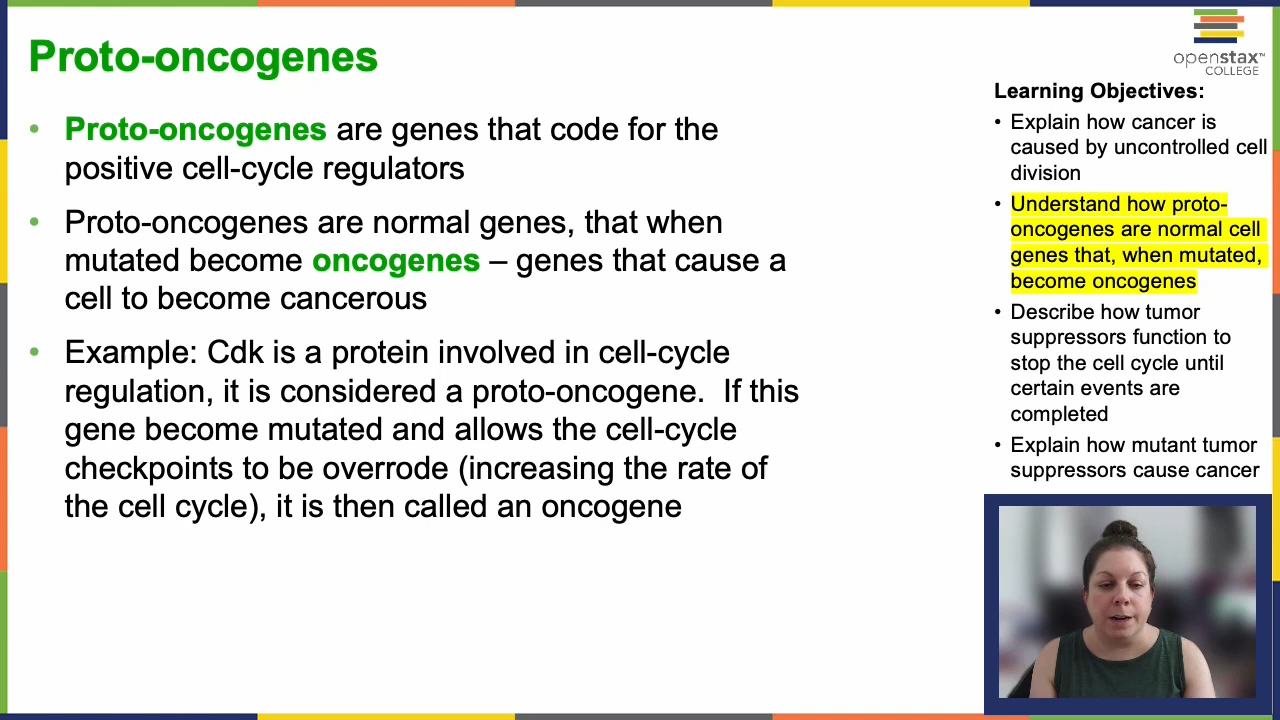 Proto-oncogenes
• Proto-oncogenes are genes that code for the
positive cell-cycle regulators
• Proto-oncogenes are normal genes, that when
mutated become oncogenes – genes that cause a
cell to become cancerous
• Example: Cdk is a protein involved in cell-cycle
regulation, it is considered a proto-oncogene.  If this
gene become mutated and allows the cell-cycle
checkpoints to be overrode (increasing the rate of
the cell cycle), it is then called an oncogene
openstax™
COLLEGE
Learning Objectives:
• Explain how cancer is
caused by uncontrolled cell
division
• Understand how proto-
oncogenes are normal cell
genes that, when mutated,
become oncogenes
• Describe how tumor
suppressors function to
stop the cell cycle until
certain events are
completed
• Explain how mutant tumor
suppressors cause cancer